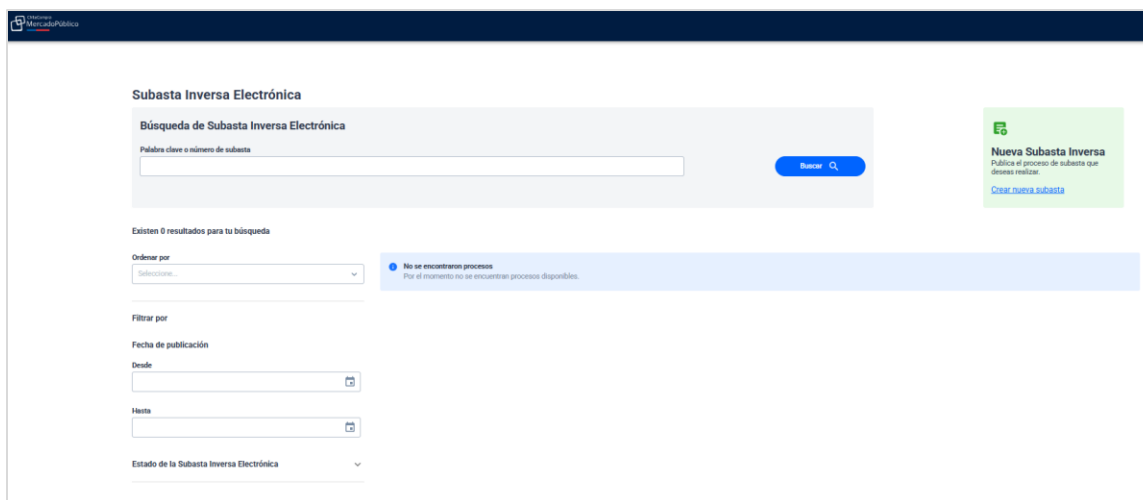 ChileCompra
MercadoPúblico
Subasta Inversa Electrónica
Búsqueda de Subasta Inversa Electrónica
Palabra clave o número de subasta
Buscar
Nueva Subasta Inversa
Publica el proceso de subasta que
deseas realizar.
Crear nueva subasta
Existen 0 resultados para tu búsqueda
Ordenar por
Seleccione...
No se encontraron procesos
Por el momento no se encuentran procesos disponibles.
Filtrar por
Fecha de publicación
Desde
Hasta
Estado de la Subasta Inversa Electrónica